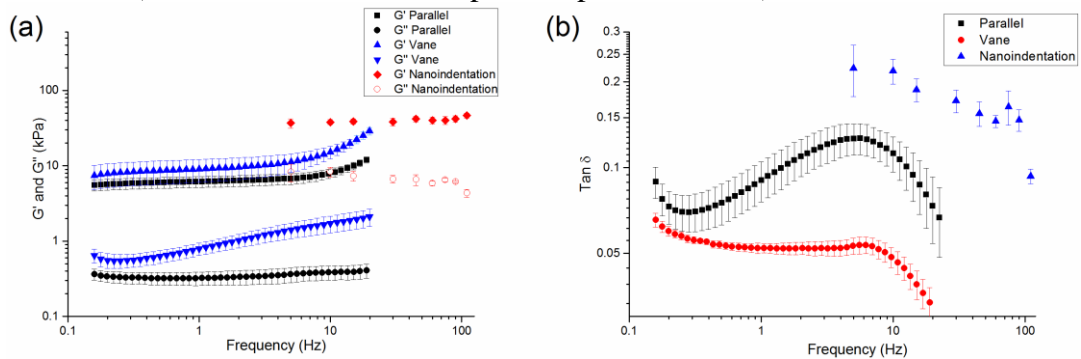 (a)
G' Parallel
G" Parallel
G' Vane
G" Vane
G' Nanoindentation
G" Nanoindentation
G' and G" (kPa)
100
10
1
0.1
0.1
1
10
100
Frequency (Hz)
(b)
Parallel
Vane
Nanoindentation
Tan δ
0.3
0.25
0.2
0.15
0.1
0.05
0.1
1
10
100
Frequency (Hz)